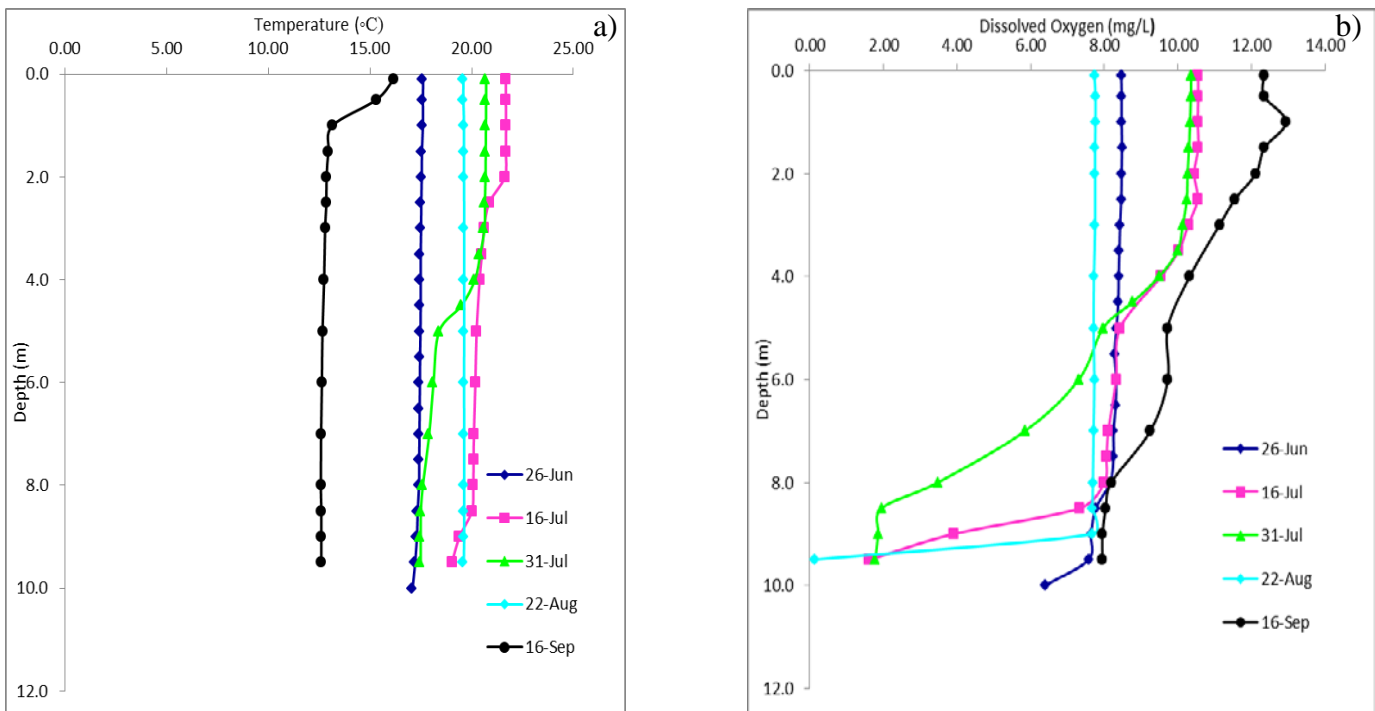 Temperature (◦C)
a)
0.00 5.00 10.00 15.00 20.00 25.00
0.0
2.0
4.0
6.0
8.0
10.0
12.0
Depth (m)
26-Jun
16-Jul
31-Jul
22-Aug
16-Sep
b)
Dissolved Oxygen (mg/L)
0.00 2.00 4.00 6.00 8.00 10.00 12.00 14.00
0.0
2.0
4.0
6.0
8.0
10.0
12.0
Depth (m)
26-Jun
16-Jul
31-Jul
22-Aug
16-Sep